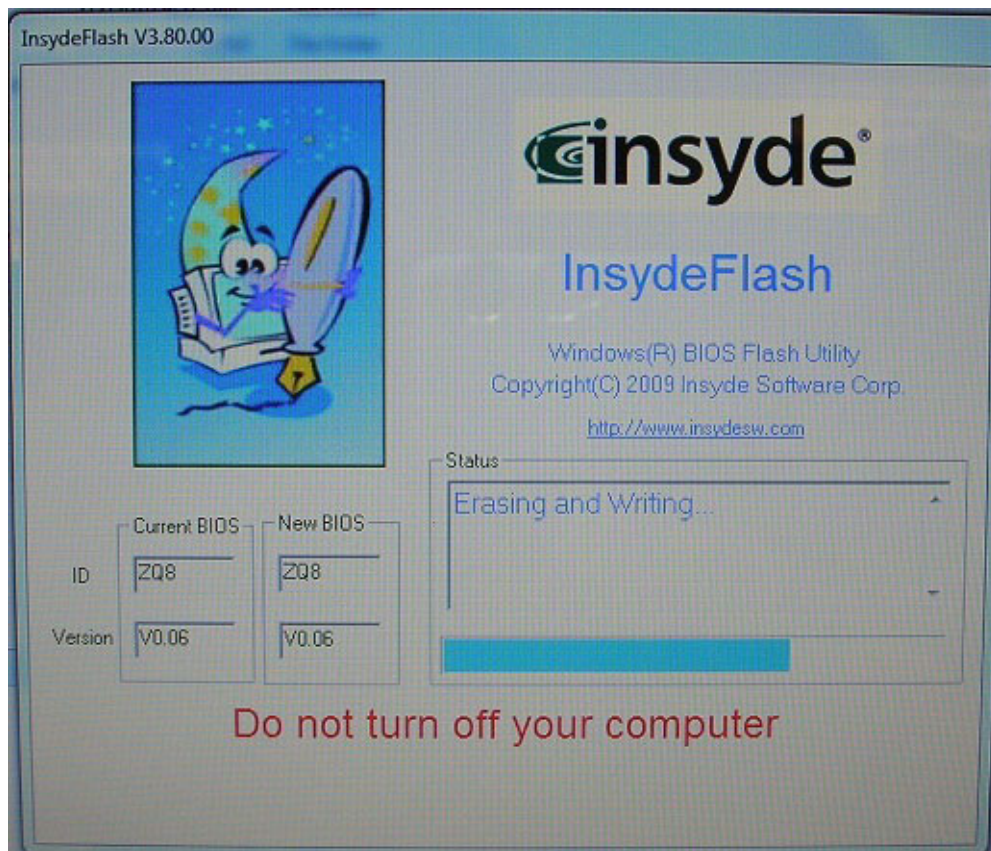 InsydeFlash V3.80.00
insyde®
InsydeFlash
Windows(R) BIOS Flash Utility
Copyright(C) 2009 Insyde Software Corp.
http://www.insydesw.com
Status
Erasing and Writing...
Current BIOS
New BIOS
ID
ZQ8
ZQ8
Version
V0.06
V0.06
Do not turn off your computer